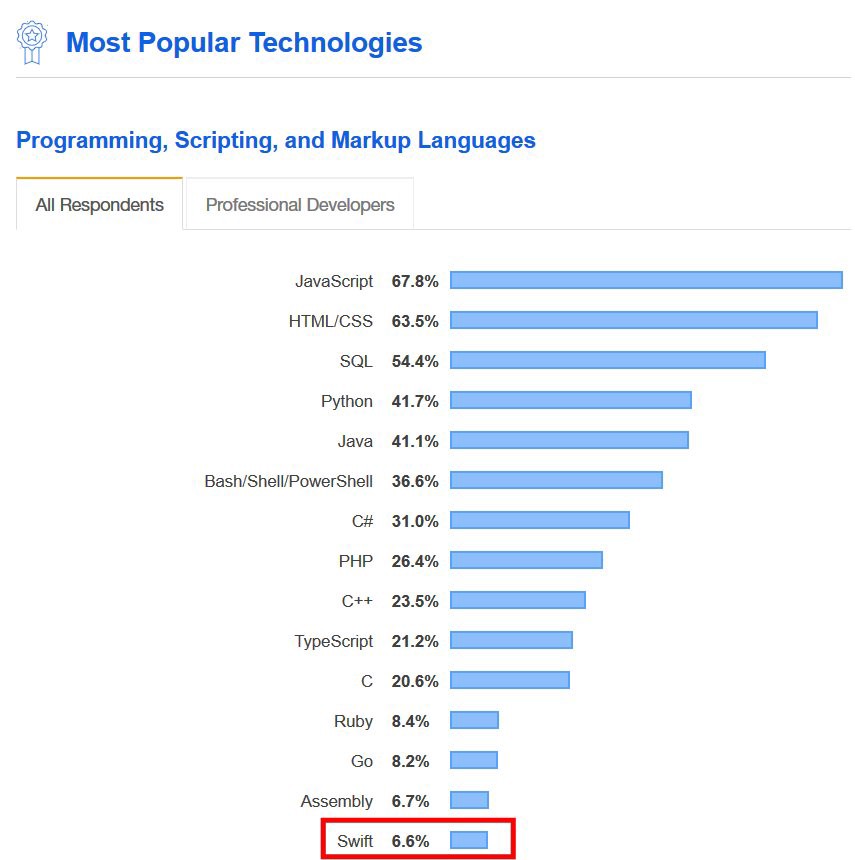 Most Popular Technologies
Programming, Scripting, and Markup Languages
All Respondents Professional Developers
JavaScript 67.8%
HTML/CSS 63.5%
SQL 54.4%
Python 41.7%
Java 41.1%
Bash/Shell/PowerShell 36.6%
C# 31.0%
PHP 26.4%
C++ 23.5%
TypeScript 21.2%
C 20.6%
Ruby 8.4%
Go 8.2%
Assembly 6.7%
Swift 6.6%